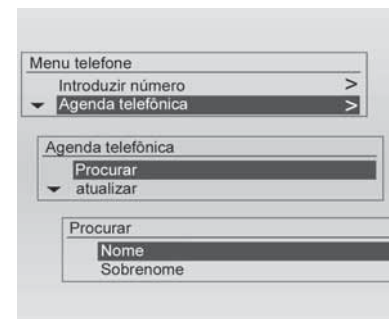 Menu telefone
Introduzir número >
Agenda telefônica >
Agenda telefônica
Procurar
atualizar
Procurar
Nome
Sobrenome